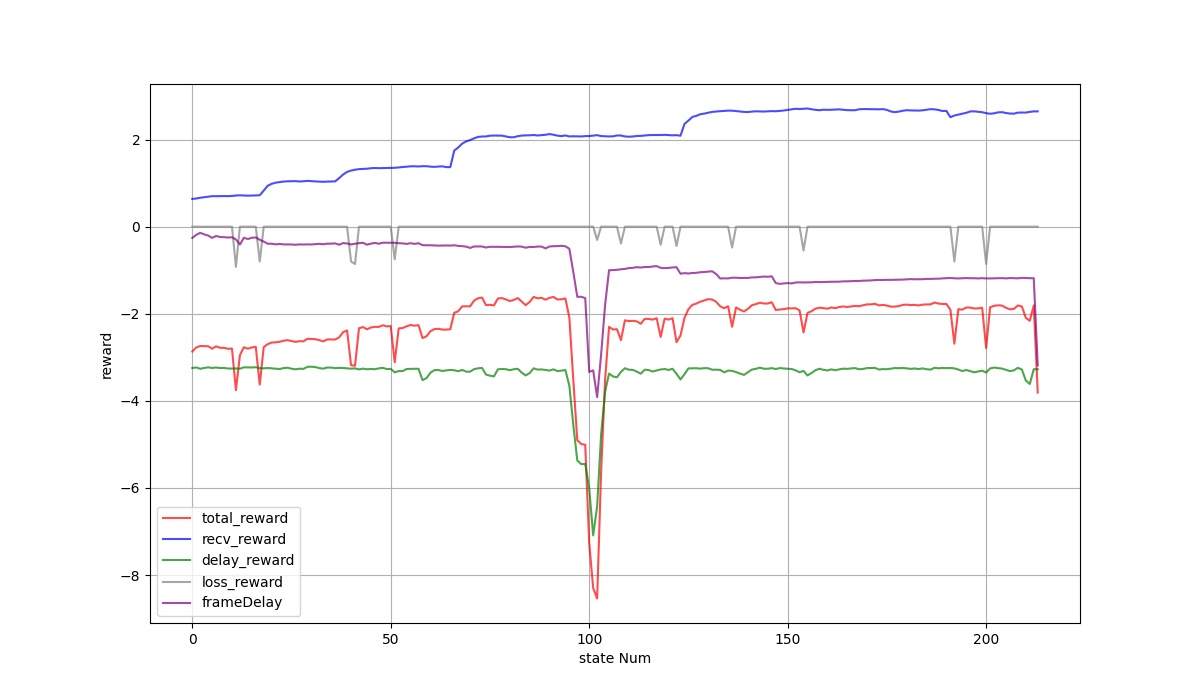 2
0
−2
−4
−6
−8
reward
0
50
100
150
200
state Num
total_reward
recv_reward
delay_reward
loss_reward
frameDelay